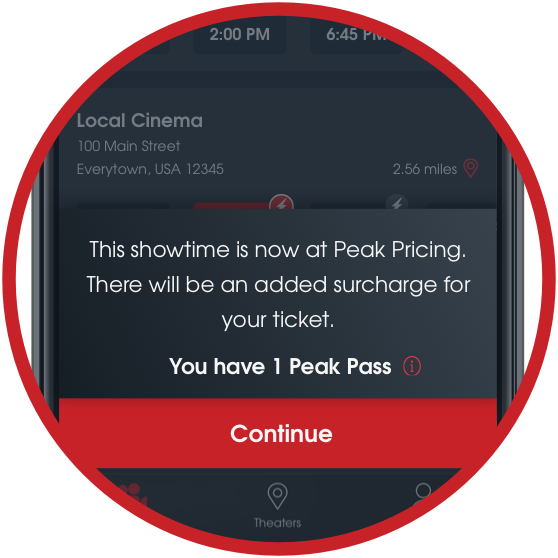 2:00 PM 6:45 PM
Local Cinema
100 Main Street
Everytown, USA 12345 2.56 miles
This showtime is now at Peak Pricing.
There will be an added surcharge for
your ticket.
You have 1 Peak Pass
Continue
Theaters